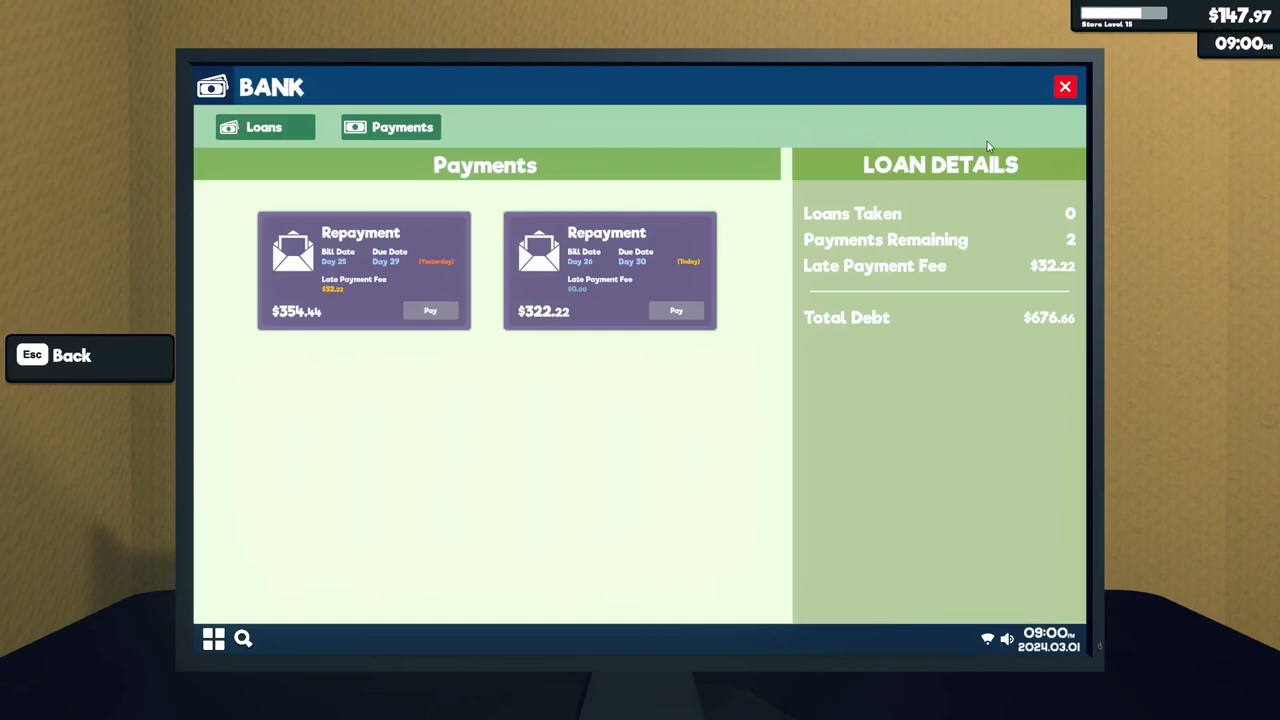 $147.97
Store Level 15
09:00PM
BANK
Loans
Payments
Payments
LOAN DETAILS
Repayment
Bill Date Due Date
Day 25 Day 29 (Yesterday)
Late Payment Fee
$32.22
$354.44 Pay
Repayment
Bill Date Due Date
Day 26 Day 30 (Today)
Late Payment Fee
$0.00
$322.22 Pay
Loans Taken 0
Payments Remaining 2
Late Payment Fee $32.22
Total Debt $676.66
Esc Back
09:00PM
2024.03.01